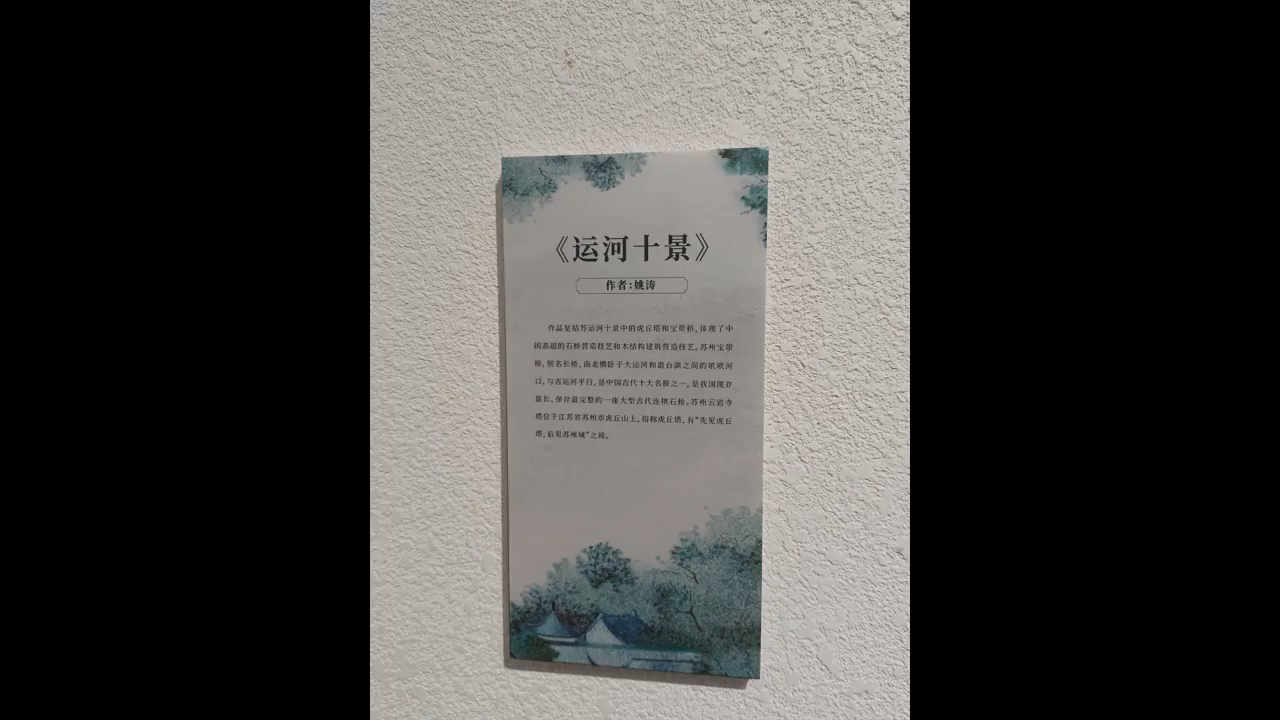 《运河十景》
作者:姚涛
作品是姑苏运河十景中的虎丘塔和宝带桥,体现了中
国高超的石桥营造技艺和木结构建筑营造技艺。苏州宝带
桥,别名长桥,南北横卧于大运河和澹台湖之间的玳玳河
口,与古运河平行,是中国古代十大名桥之一,是我国现存
最长、保存最完整的一座大型古代连拱石桥。苏州云岩寺
塔位于江苏省苏州市虎丘山上,俗称虎丘塔,有“先见虎丘
塔,后见苏州城”之说。